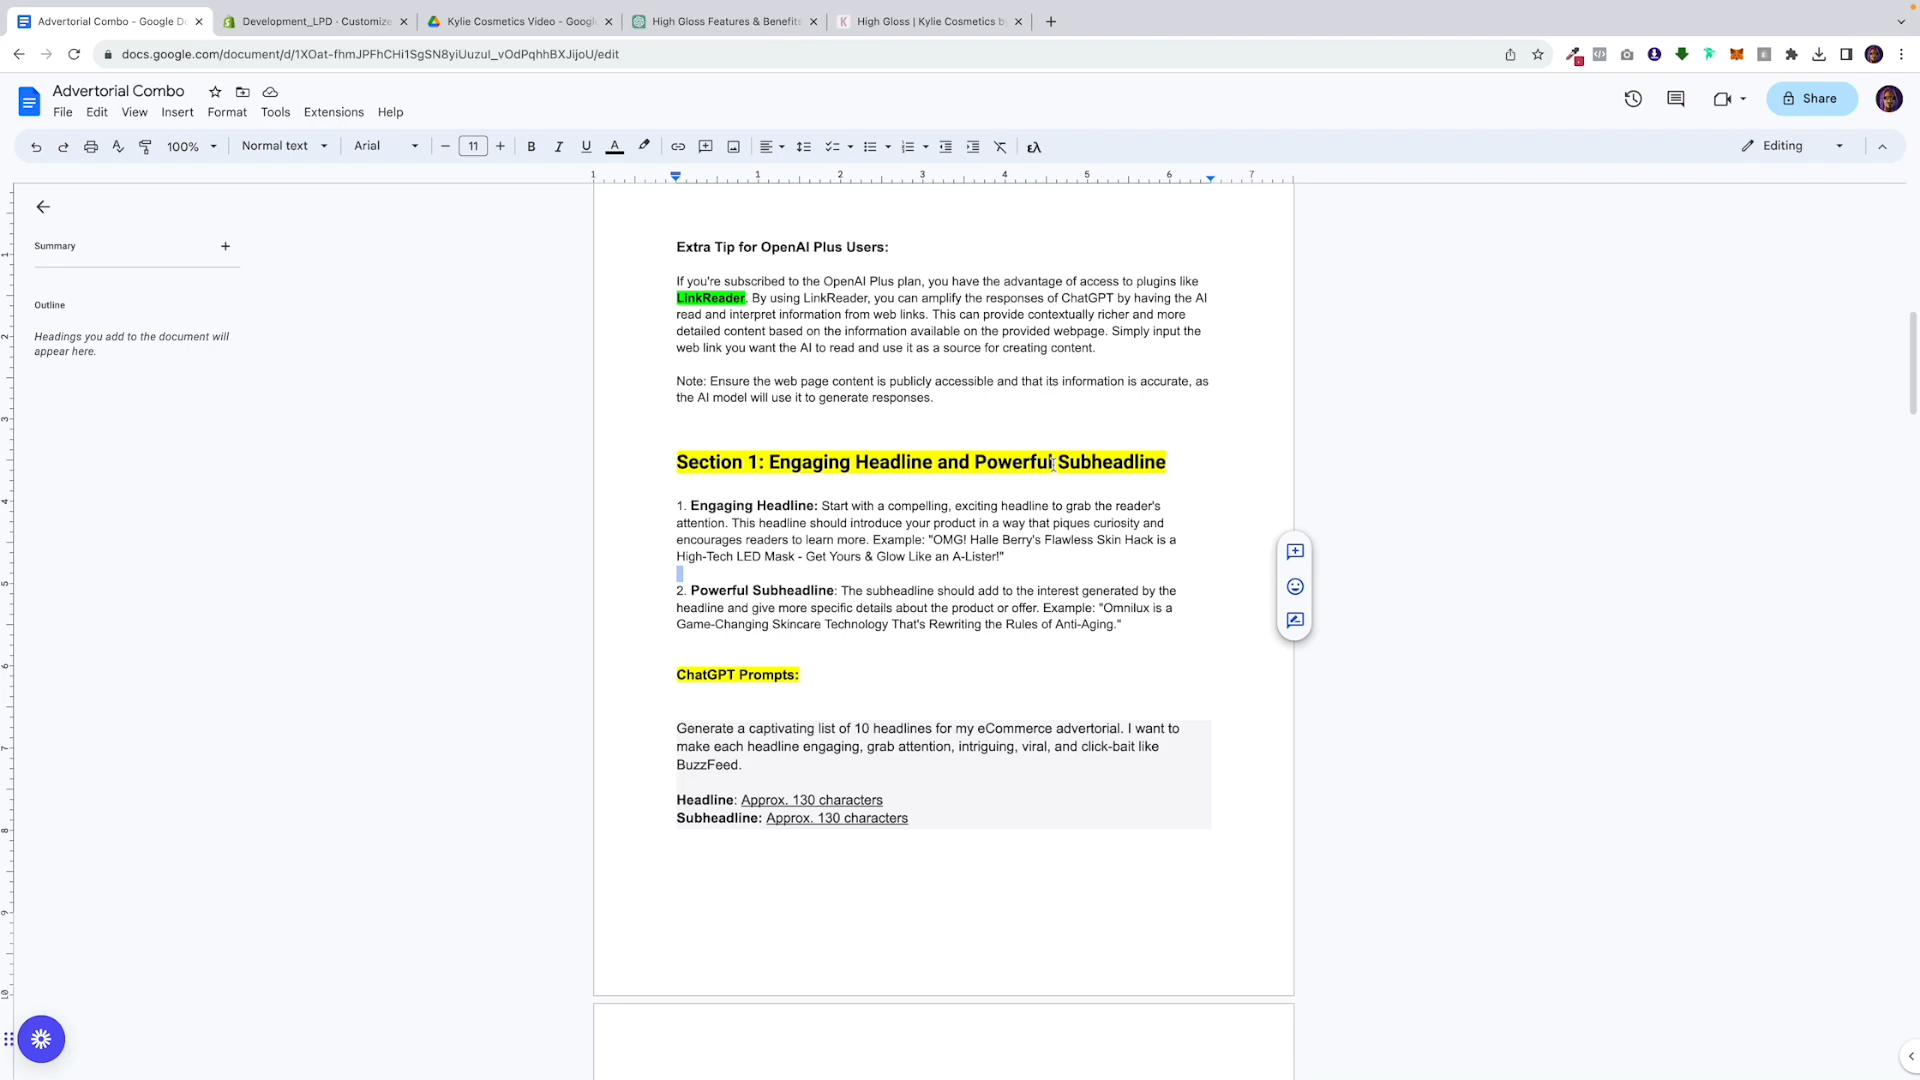 Advertorial Combo - Google Do
Development_LPD · Customize
Kylie Cosmetics Video - Google
High Gloss Features & Benefits
High Gloss | Kylie Cosmetics b
docs.google.com/document/d/1XOat-fhmJPFhCHi1SgSN8yiUuzuI_vOdPqhhBXJijoU/edit
Advertorial Combo
File Edit View Insert Format Tools Extensions Help
Share
100% Normal text Arial 11 Editing
1 1 2 3 4 5 6 7
Summary
Outline
Headings you add to the document will
appear here.
Extra Tip for OpenAI Plus Users:
If you're subscribed to the OpenAI Plus plan, you have the advantage of access to plugins like
LinkReader. By using LinkReader, you can amplify the responses of ChatGPT by having the AI
read and interpret information from web links. This can provide contextually richer and more
detailed content based on the information available on the provided webpage. Simply input the
web link you want the AI to read and use it as a source for creating content.
Note: Ensure the web page content is publicly accessible and that its information is accurate, as
the AI model will use it to generate responses.
Section 1: Engaging Headline and Powerful Subheadline
1. Engaging Headline: Start with a compelling, exciting headline to grab the reader's
attention. This headline should introduce your product in a way that piques curiosity and
encourages readers to learn more. Example: "OMG! Halle Berry's Flawless Skin Hack is a
High-Tech LED Mask - Get Yours & Glow Like an A-Lister!"
2. Powerful Subheadline: The subheadline should add to the interest generated by the
headline and give more specific details about the product or offer. Example: "Omnilux is a
Game-Changing Skincare Technology That's Rewriting the Rules of Anti-Aging."
ChatGPT Prompts:
Generate a captivating list of 10 headlines for my eCommerce advertorial. I want to
make each headline engaging, grab attention, intriguing, viral, and click-bait like
BuzzFeed.
Headline: Approx. 130 characters
Subheadline: Approx. 130 characters